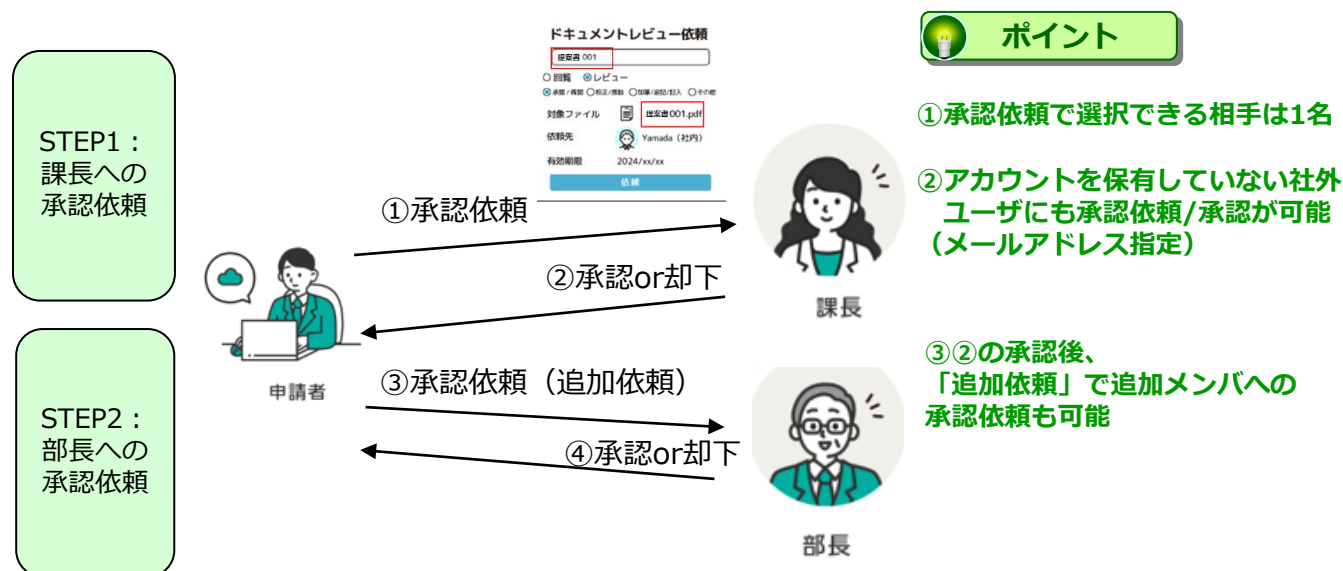 STEP1：
課長への
承認依頼
ドキュメントレビュー依頼
提案書 001
回覧 レビュー
承認/確認 校正/推敲 加筆/追記/記入 その他
対象ファイル 提案書001.pdf
依頼先 Yamada（社内）
有効期限 2024/xx/xx
依頼
①承認依頼
②承認or却下
課長
申請者
STEP2：
部長への
承認依頼
③承認依頼（追加依頼）
④承認or却下
部長
ポイント
①承認依頼で選択できる相手は1名
②アカウントを保有していない社外
ユーザにも承認依頼/承認が可能
（メールアドレス指定）
③②の承認後、
「追加依頼」で追加メンバへの
承認依頼も可能